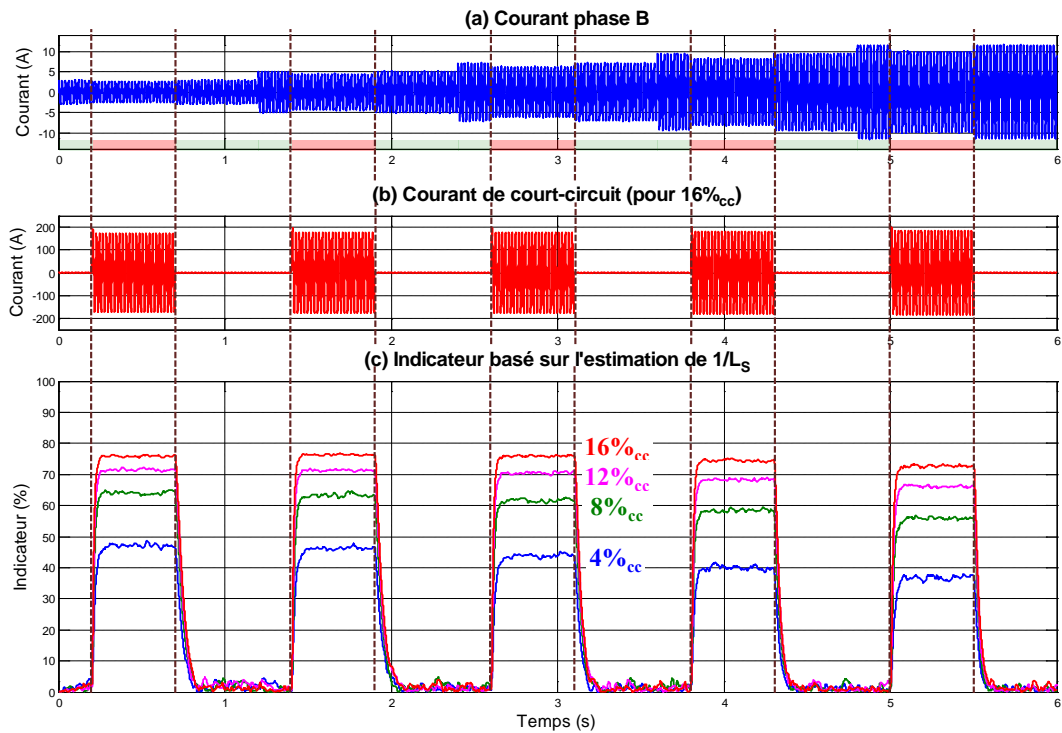 (a) Courant phase B
Courant (A)
10
5
0
-5
-10
0 1 2 3 4 5 6
(b) Courant de court-circuit (pour 16%cc)
Courant (A)
200
100
0
-100
-200
0 1 2 3 4 5 6
(c) Indicateur basé sur l'estimation de 1/LS
Indicateur (%)
100
90
80
70
60
50
40
30
20
10
0
16%cc
12%cc
8%cc
4%cc
0 1 2 3 4 5 6
Temps (s)